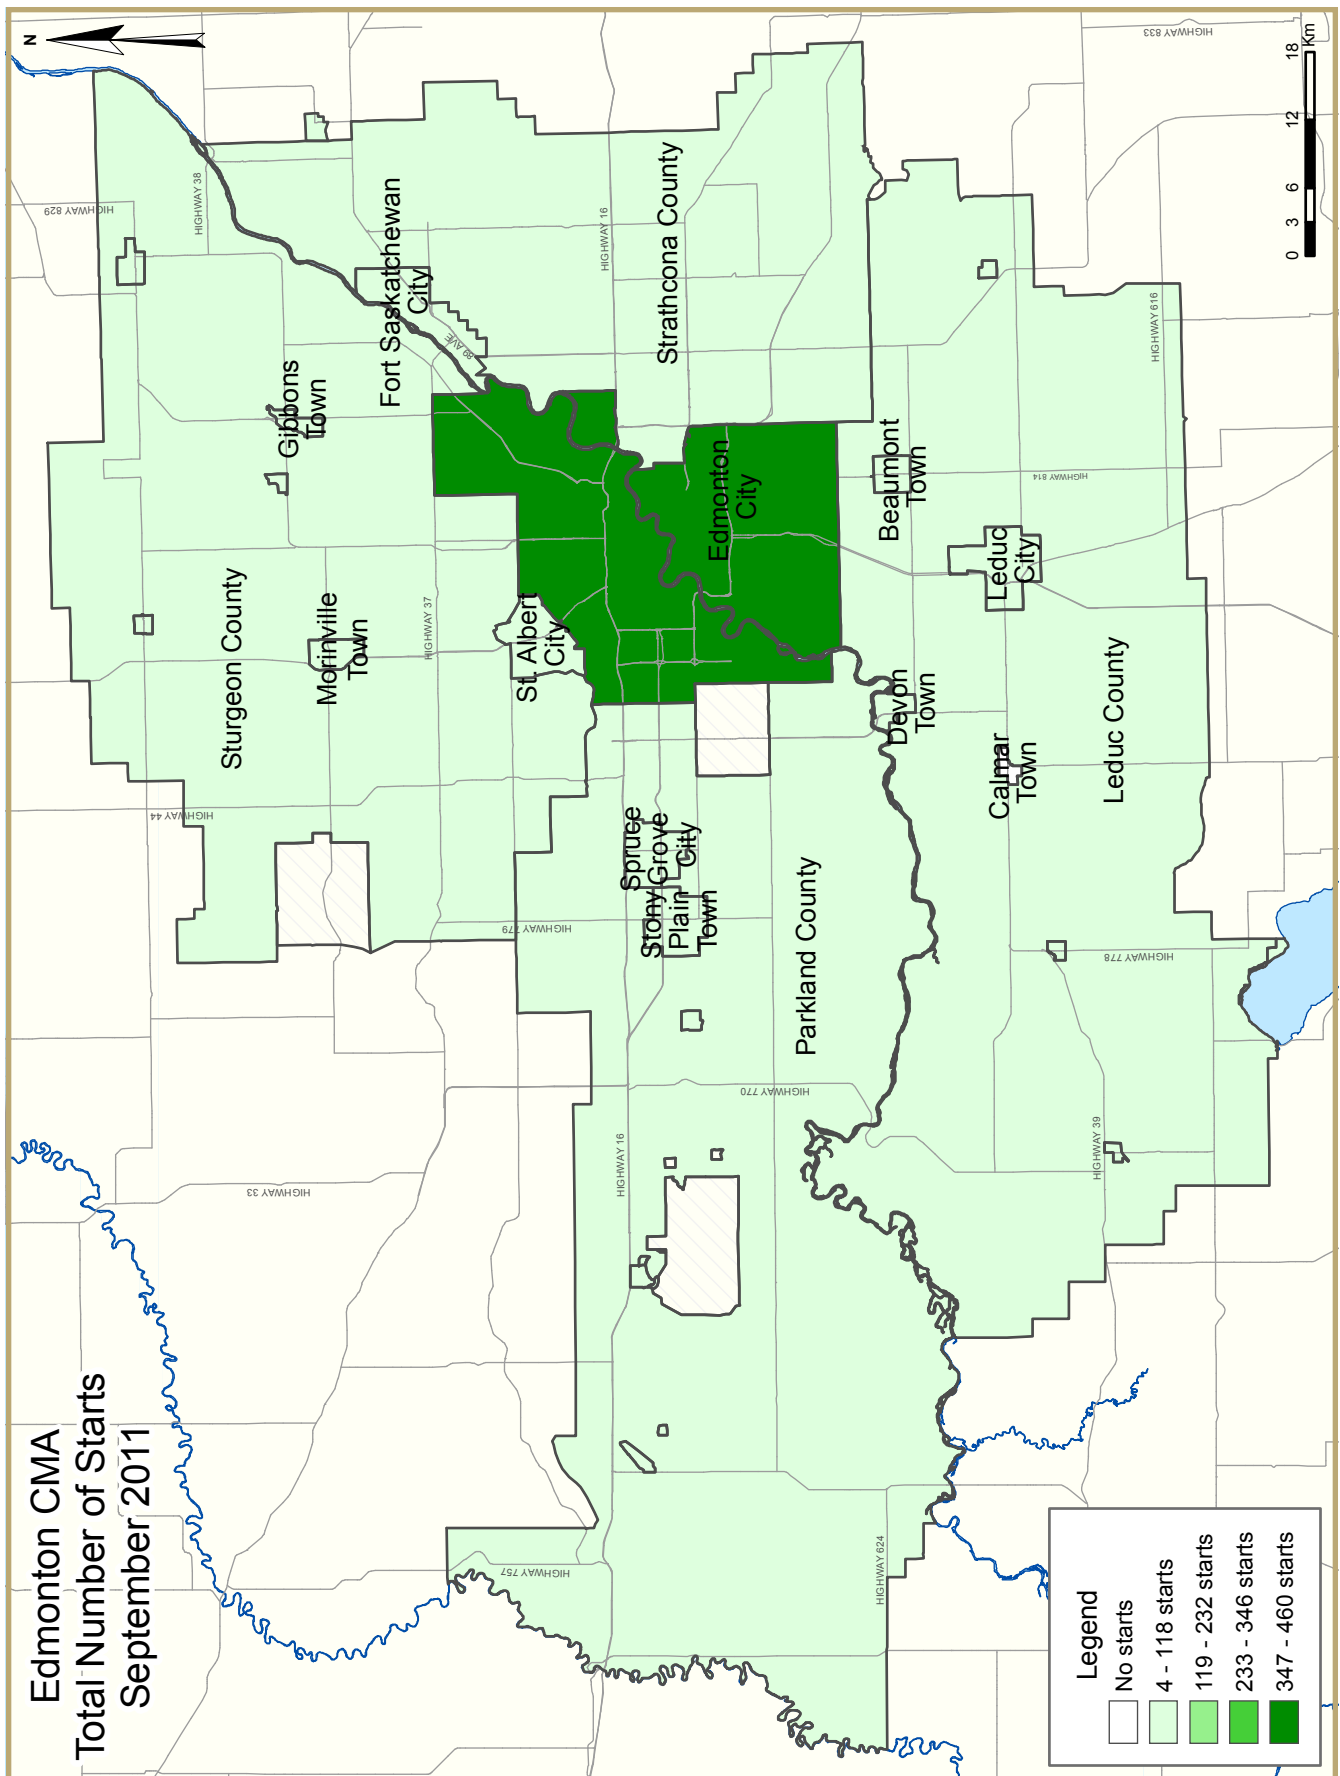 Edmonton CMA
Total Number of Starts
September 2011
N
HIGHWAY 829
HIGHWAY 38
HIGHWAY 833
Gibbons
Town
Fort Saskatchewan
City
89 AVE
HIGHWAY 16
Strathcona County
HIGHWAY 616
Sturgeon County
Morinville
Town
HIGHWAY 37
St. Albert
City
Edmonton
City
Beaumont
Town
HIGHWAY 814
Leduc
City
HIGHWAY 44
HIGHWAY 779
Spruce
Grove
City
Stony
Plain
Town
Devon
Town
Calmar
Town
Leduc County
Parkland County
HIGHWAY 770
HIGHWAY 778
HIGHWAY 33
HIGHWAY 16
HIGHWAY 39
HIGHWAY 757
HIGHWAY 624
0 3 6 12 18
Km
Legend
No starts
4 - 118 starts
119 - 232 starts
233 - 346 starts
347 - 460 starts